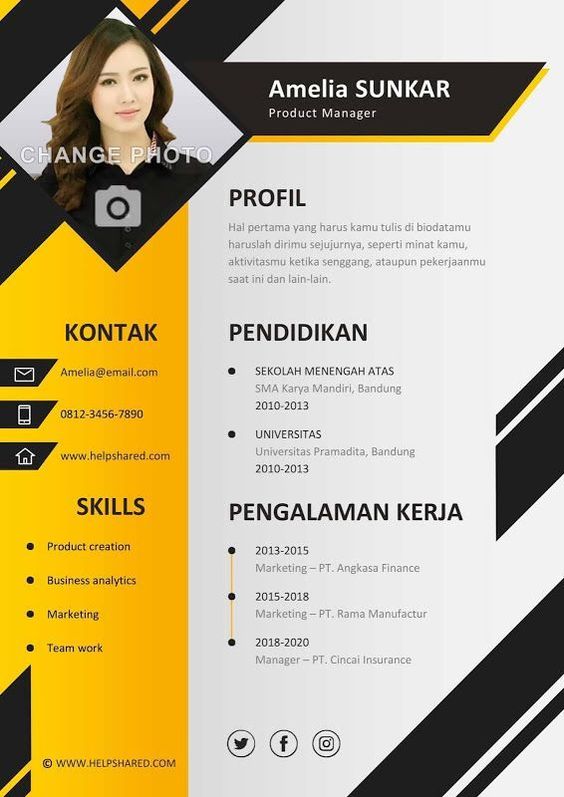 Amelia SUNKAR
Product Manager
CHANGE PHOTO
PROFIL
Hal pertama yang harus kamu tulis di biodatamu
haruslah dirimu sejujurnya, seperti minat kamu,
aktivitasmu ketika senggang, ataupun pekerjaanmu
saat ini dan lain-lain.
KONTAK
Amelia@email.com
0812-3456-7890
www.helpshared.com
SKILLS
Product creation
Business analytics
Marketing
Team work
PENDIDIKAN
SEKOLAH MENENGAH ATAS
SMA Karya Mandiri, Bandung
2010-2013
UNIVERSITAS
Universitas Pramadita, Bandung
2010-2013
PENGALAMAN KERJA
2013-2015
Marketing – PT. Angkasa Finance
2015-2018
Marketing – PT. Rama Manufactur
2018-2020
Manager – PT. Cincai Insurance
© WWW.HELPSHARED.COM